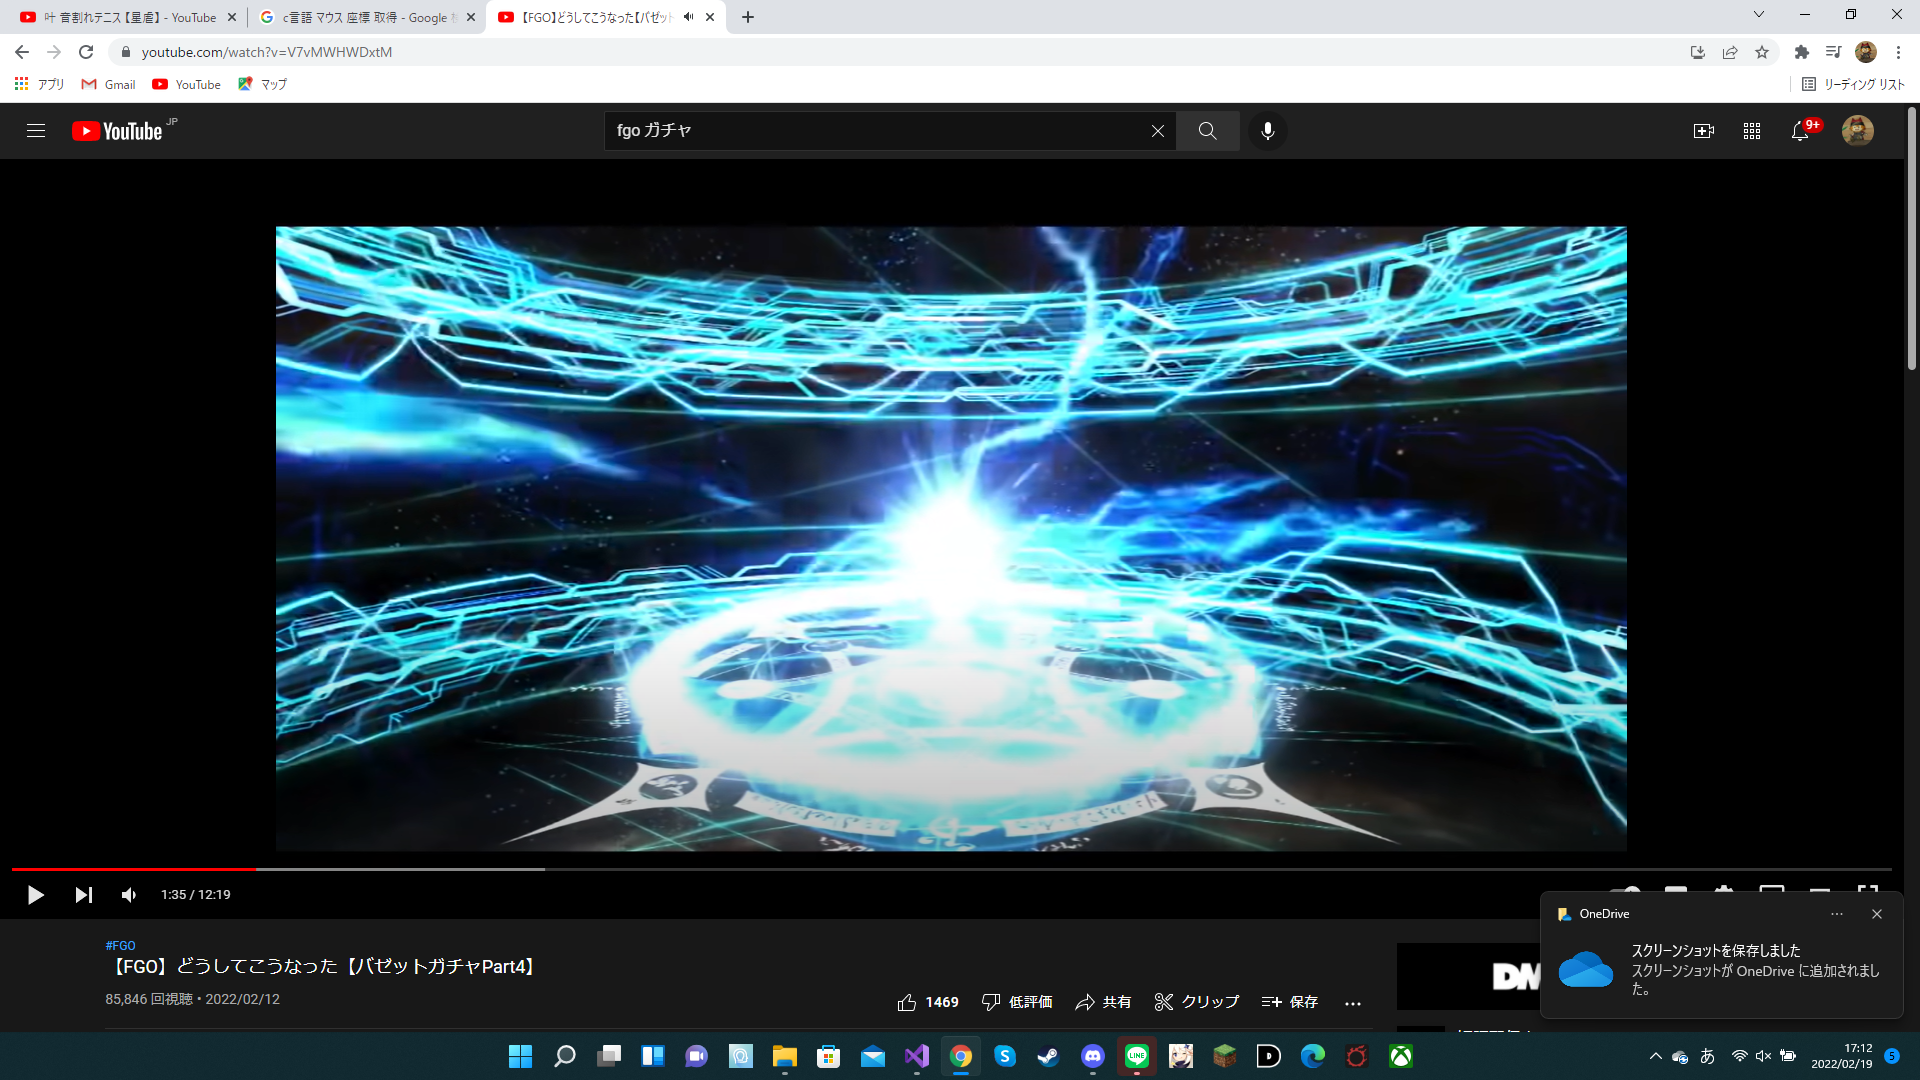 叶 音割れテニス【星虐】 - YouTube
c言語 マウス 座標 取得 - Google
【FGO】どうしてこうなった【バゼット
youtube.com/watch?v=V7vMWHWDxtM
アプリ
Gmail
YouTube
マップ
リーディング リスト
YouTube JP
fgo ガチャ
9+
1:35 / 12:19
#FGO
【FGO】どうしてこうなった【バゼットガチャPart4】
85,846 回視聴・2022/02/12
1469
低評価
共有
クリップ
保存
DM
OneDrive
スクリーンショットを保存しました
スクリーンショットが OneDrive に追加されまし
た。
LINE
あ
17:12
2022/02/19
5